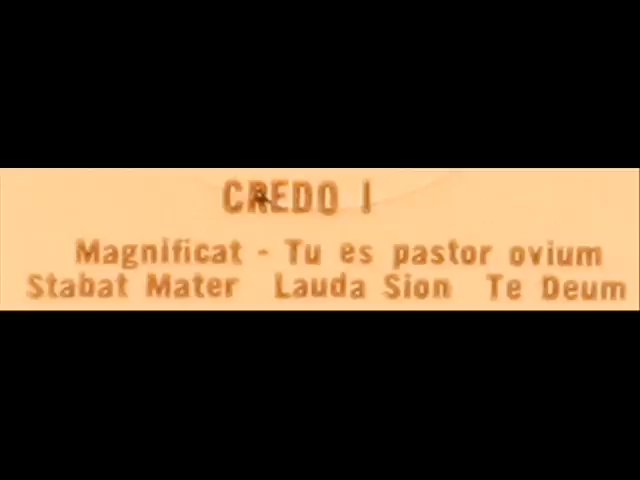 CREDO I
Magnificat - Tu es pastor ovium
Stabat Mater Lauda Sion Te Deum